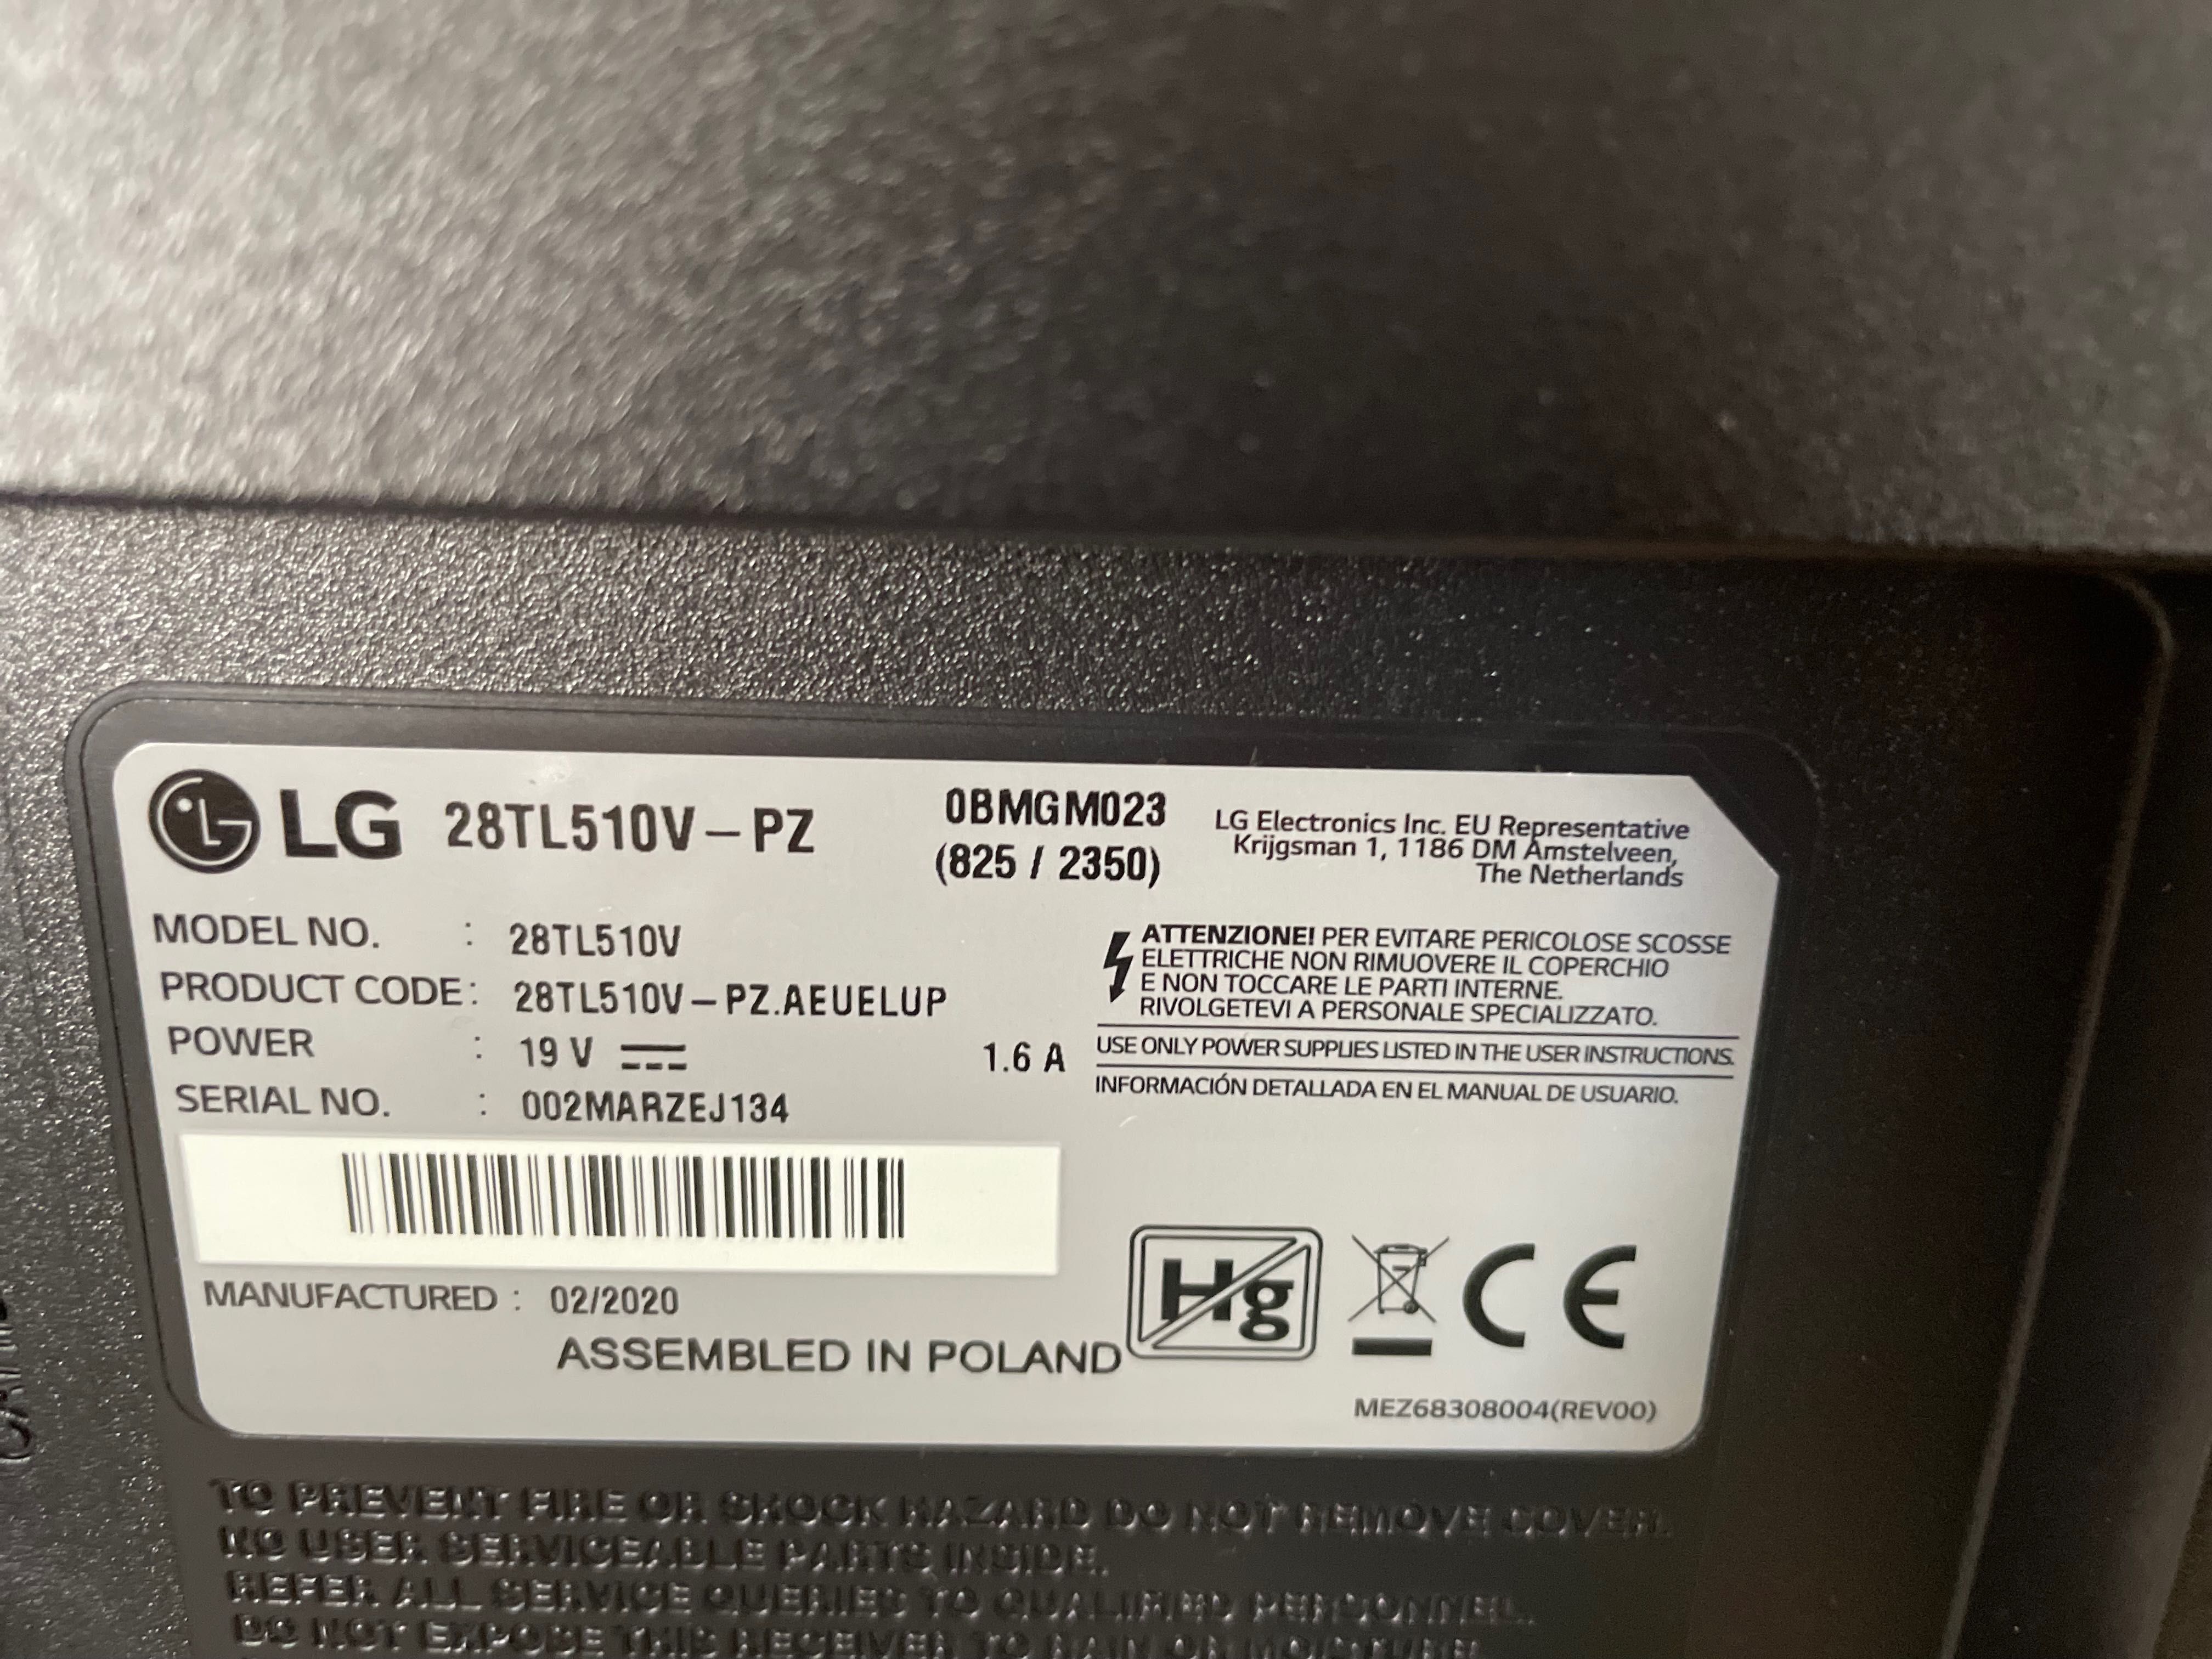 LG 28TL510V-PZ
0BMGM023
(825 / 2350)
LG Electronics Inc. EU Representative
Krijgsman 1, 1186 DM Amstelveen,
The Netherlands
MODEL NO. : 28TL510V
PRODUCT CODE : 28TL510V-PZ.AEUELUP
POWER : 19 V 1.6 A
SERIAL NO. : 002MARZEJ134
ATTENZIONE! PER EVITARE PERICOLOSE SCOSSE
ELETTRICHE NON RIMUOVERE IL COPERCHIO
E NON TOCCARE LE PARTI INTERNE.
RIVOLGETEVI A PERSONALE SPECIALIZZATO.
USE ONLY POWER SUPPLIES LISTED IN THE USER INSTRUCTIONS.
INFORMACIÓN DETALLADA EN EL MANUAL DE USUARIO.
MANUFACTURED : 02/2020
ASSEMBLED IN POLAND
Hg
CE
MEZ68308004(REV00)
TO PREVENT FIRE OR SHOCK HAZARD DO NOT REMOVE COVER.
NO USER SERVICEABLE PARTS INSIDE.
REFER ALL SERVICE QUERIES TO QUALIFIED PERSONNEL.
DO NOT EXPOSE THIS RECEIVER TO RAIN OR MOISTURE.